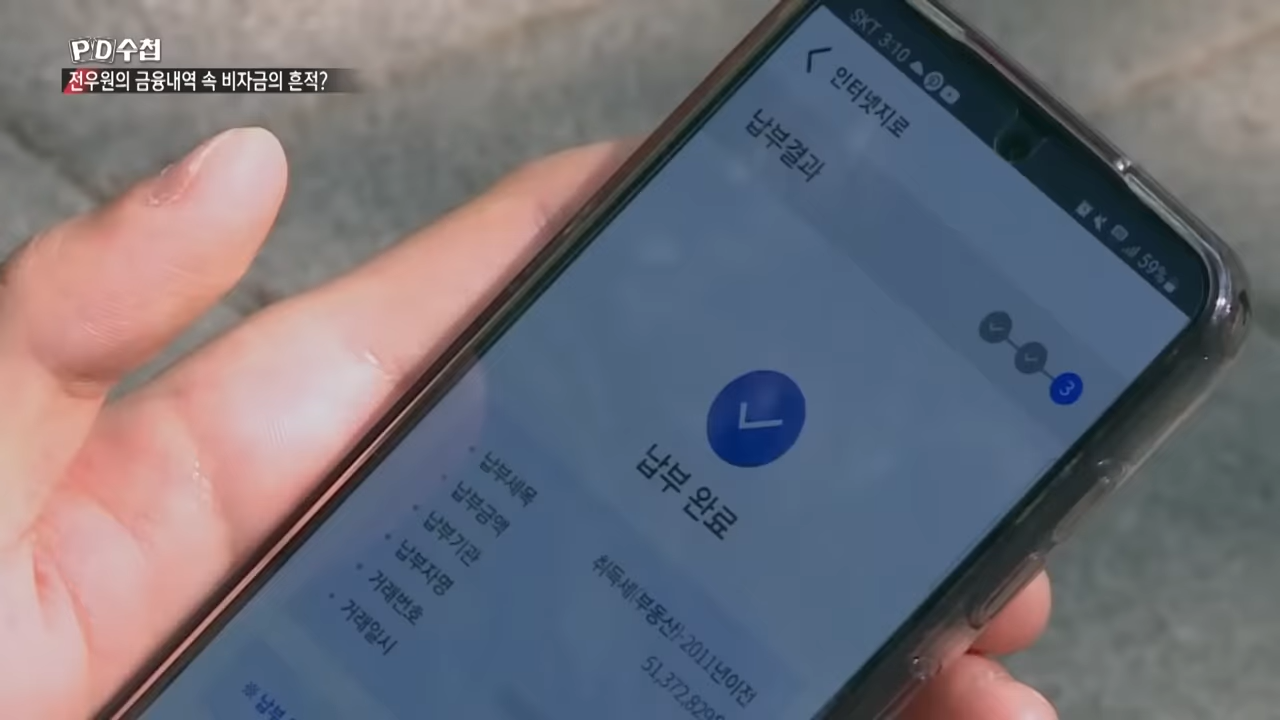 PD수첩
전우원의 금융내역 속 비자금의 흔적?
SKT 3:10
59%
인터넷지로
납부결과
3
납부 완료
납부세목
취득세(부동산)-2011년이전
납부금액
납부기관
납부자명
거래번호
거래일시
※ 납부